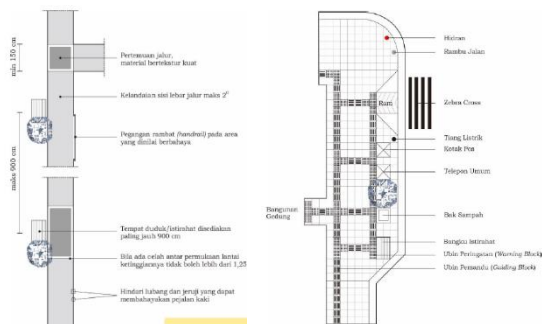 min 150 cm
Pertemuan jalur,
material bertekstur kuat
Kelandaian sisi lebar jalur maks 2⁰
Pegangan rambat (handrail) pada area
yang dinilai berbahaya
maks 900 cm
Tempat duduk/istirahat disediakan
paling jauh 900 cm
Bila ada celah antar permukaan lantai
ketinggiannya tidak boleh lebih dari 1,25
Hindari lubang dan jeruji yang dapat
membahayakan pejalan kaki
Hidran
Rambu Jalan
Ram
Zebra Cross
Tiang Listrik
Kotak Pos
Telepon Umum
Bangunan
Gedung
Bak Sampah
Bangku Istirahat
Ubin Peringatan (Warning Block)
Ubin Pemandu (Guiding Block)